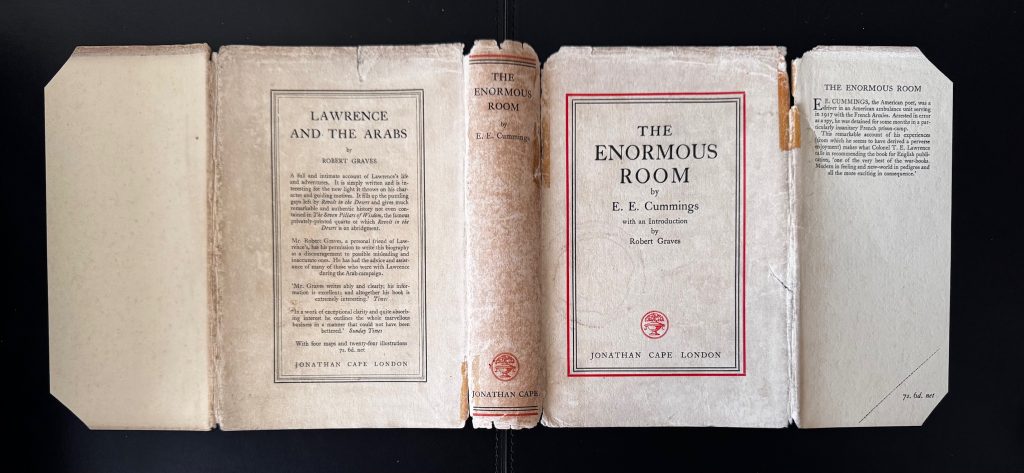 LAWRENCE
AND THE ARABS
by
ROBERT GRAVES
A full and intimate account of Lawrence's life
and adventures. It is simply written and is in-
teresting for the new light it throws on his char-
acter and guiding motives. It fills up the puzzling
gaps left by Revolt in the Desert and gives much
remarkable and authentic history not even con-
tained in The Seven Pillars of Wisdom, the famous
privately-printed quarto of which Revolt in the
Desert is an abridgment.
Mr. Robert Graves, a personal friend of Law-
rence's, has his permission to write this biography
as a discouragement to possible misleading and
inaccurate ones. He has had the advice and assist-
ance of many of those who were with Lawrence
during the Arab campaign.
'Mr. Graves writes ably and clearly; his infor-
mation is excellent; and altogether his book is
extremely interesting.' Times
'In a work of exceptional clarity and quite absorb-
ing interest he outlines the whole marvellous
business in a manner that could not have been
bettered.' Sunday Times
With four maps and twenty-four illustrations
7s. 6d. net
JONATHAN CAPE LONDON
THE
ENORMOUS
ROOM
by
E. E. Cummings
JONATHAN CAPE
THE
ENORMOUS
ROOM
by
E. E. Cummings
with an Introduction
by
Robert Graves
JONATHAN CAPE LONDON
THE ENORMOUS ROOM
E. E. CUMMINGS, the American poet, was a
driver in an American ambulance unit serving
in 1917 with the French Armies. Arrested in error
as a spy, he was detained for some months in a par-
ticularly insanitary French prison-camp.
This remarkable account of his experiences
(from which he seems to have derived a perverse
enjoyment) makes what Colonel T. E. Lawrence
calls in recommending the book for English publi-
cation, 'one of the very best of the war-books.
Modern in feeling and new-world in pedigree and
all the more exciting in consequence.'
7s. 6d. net